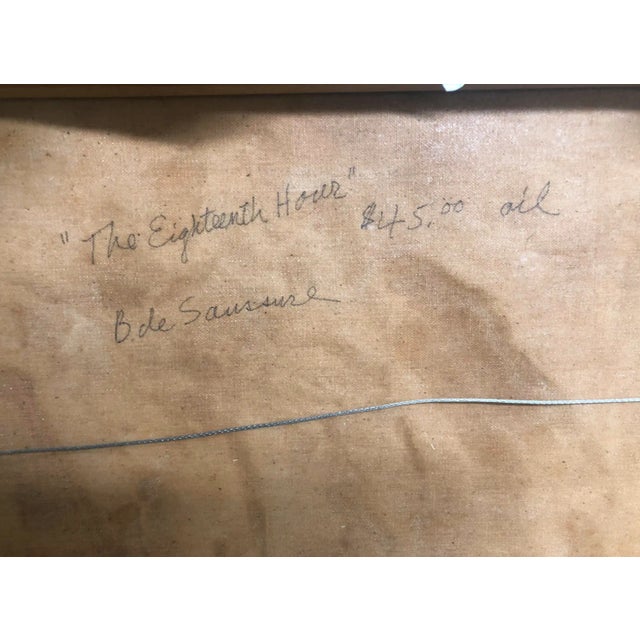 "The Eighteenth Hour" $45.00 oil
B. de Saussure